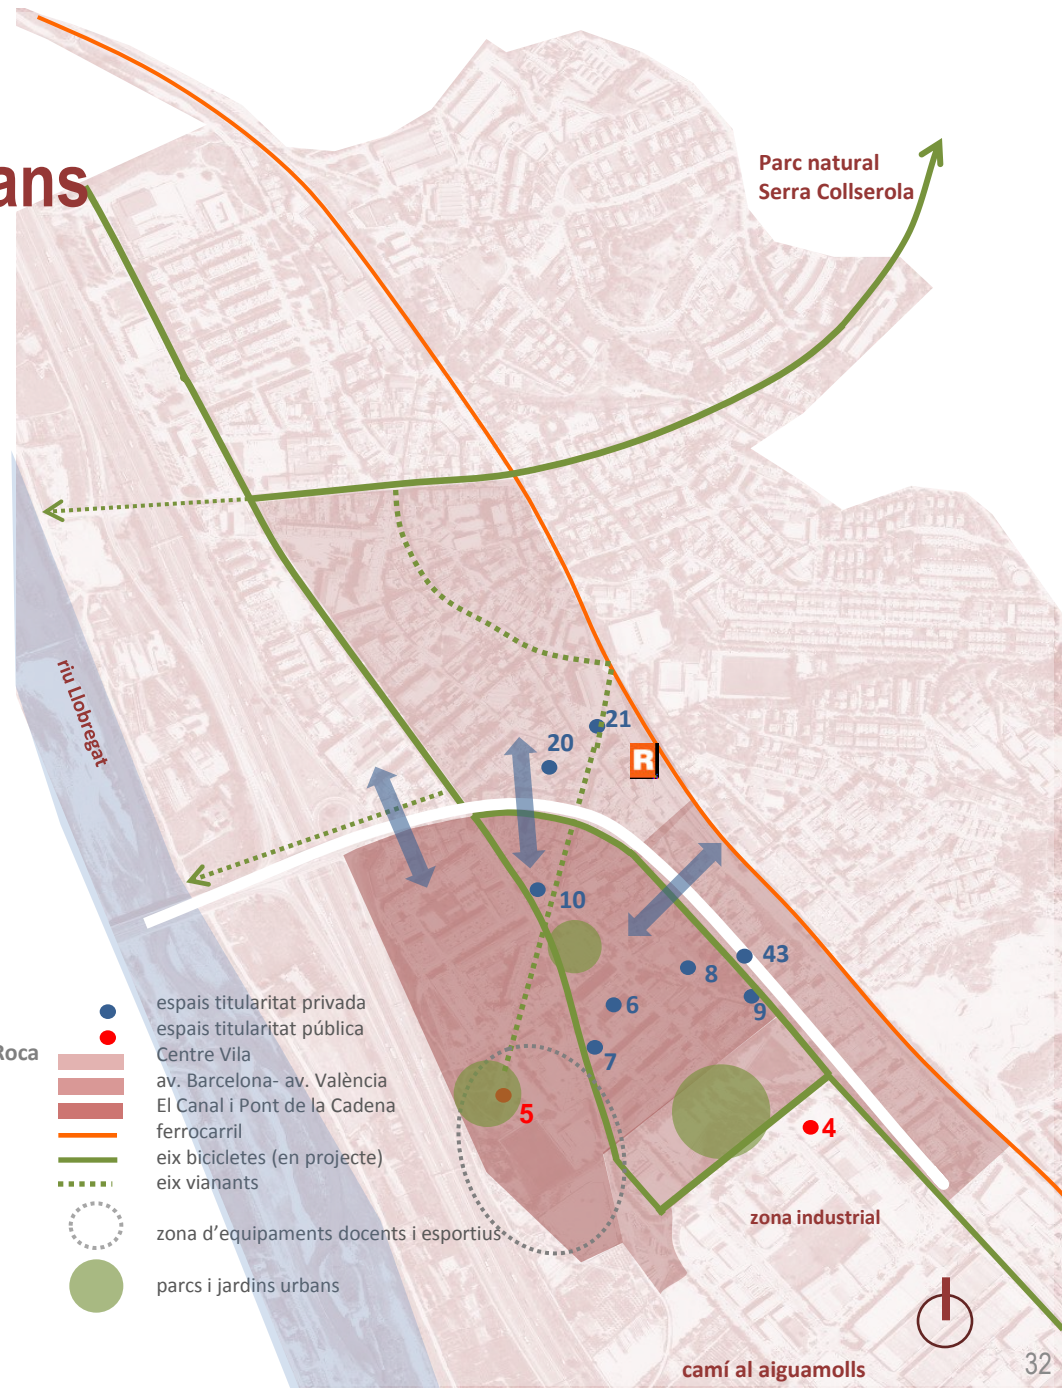 ans
Parc natural
Serra Collserola
riu Llobregat
21
20
R
10
43
8
9
6
7
5
4
espais titularitat privada
espais titularitat pública
Roca
Centre Vila
av. Barcelona- av. València
El Canal i Pont de la Cadena
ferrocarril
eix bicicletes (en projecte)
eix vianants
zona d'equipaments docents i esportius
parcs i jardins urbans
zona industrial
camí al aiguamolls
32